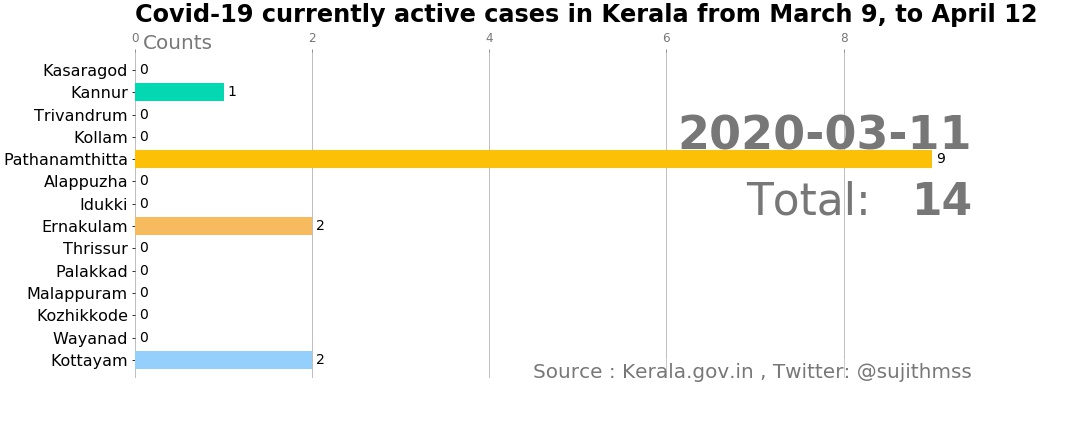 Covid-19 currently active cases in Kerala from March 9, to April 12
0 2 4 6 8
Counts
Kasaragod 0
Kannur 1
Trivandrum 0
2020-03-11
Kollam 0
Pathanamthitta 9
Alappuzha 0
Total: 14
Idukki 0
Ernakulam 2
Thrissur 0
Palakkad 0
Malappuram 0
Kozhikkode 0
Wayanad 0
Kottayam 2
Source : Kerala.gov.in , Twitter: @sujithmss